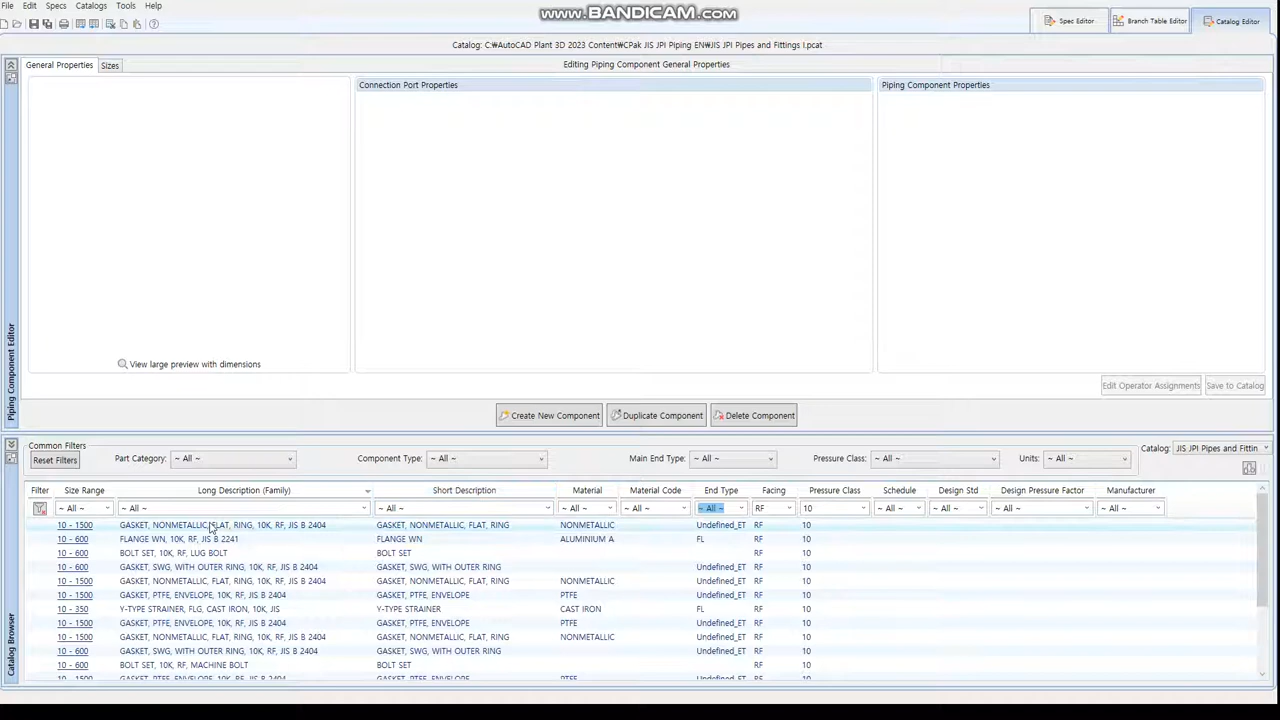 File Edit Specs Catalogs Tools Help
WWW.BANDICAM.COM
Spec Editor Branch Table Editor Catalog Editor
Catalog: C:₩AutoCAD Plant 3D 2023 Content₩CPak JIS JPI Piping EN₩JIS JPI Pipes and Fittings I.pcat
General Properties Sizes
Editing Piping Component General Properties
Connection Port Properties
Piping Component Properties
View large preview with dimensions
Edit Operator Assignments Save to Catalog
Piping Component Editor
Create New Component Duplicate Component Delete Component
Common Filters
Catalog: JIS JPI Pipes and Fittin
Reset Filters Part Category: ~ All ~ Component Type: ~ All ~ Main End Type: ~ All ~ Pressure Class: ~ All ~ Units: ~ All ~
Filter Size Range Long Description (Family) Short Description Material Material Code End Type Facing Pressure Class Schedule Design Std Design Pressure Factor Manufacturer
~ All ~ ~ All ~ ~ All ~ ~ All ~ ~ All ~ ~ All ~ RF 10 ~ All ~ ~ All ~ ~ All ~ ~ All ~
10 - 1500 GASKET, NONMETALLIC, FLAT, RING, 10K, RF, JIS B 2404 GASKET, NONMETALLIC, FLAT, RING NONMETALLIC Undefined_ET RF 10
10 - 600 FLANGE WN, 10K, RF, JIS B 2241 FLANGE WN ALUMINIUM A FL RF 10
10 - 600 BOLT SET, 10K, RF, LUG BOLT BOLT SET RF 10
10 - 600 GASKET, SWG, WITH OUTER RING, 10K, RF, JIS B 2404 GASKET, SWG, WITH OUTER RING Undefined_ET RF 10
10 - 1500 GASKET, NONMETALLIC, FLAT, RING, 10K, RF, JIS B 2404 GASKET, NONMETALLIC, FLAT, RING NONMETALLIC Undefined_ET RF 10
10 - 1500 GASKET, PTFE, ENVELOPE, 10K, RF, JIS B 2404 GASKET, PTFE, ENVELOPE PTFE Undefined_ET RF 10
10 - 350 Y-TYPE STRAINER, FLG, CAST IRON, 10K, JIS Y-TYPE STRAINER CAST IRON FL RF 10
10 - 1500 GASKET, PTFE, ENVELOPE, 10K, RF, JIS B 2404 GASKET, PTFE, ENVELOPE PTFE Undefined_ET RF 10
10 - 1500 GASKET, NONMETALLIC, FLAT, RING, 10K, RF, JIS B 2404 GASKET, NONMETALLIC, FLAT, RING NONMETALLIC Undefined_ET RF 10
10 - 600 GASKET, SWG, WITH OUTER RING, 10K, RF, JIS B 2404 GASKET, SWG, WITH OUTER RING Undefined_ET RF 10
10 - 600 BOLT SET, 10K, RF, MACHINE BOLT BOLT SET RF 10
10 - 1500 GASKET, PTFE, ENVELOPE, 10K, RF, JIS B 2404 GASKET, PTFE, ENVELOPE PTFE Undefined_ET RF 10
Catalog Browser